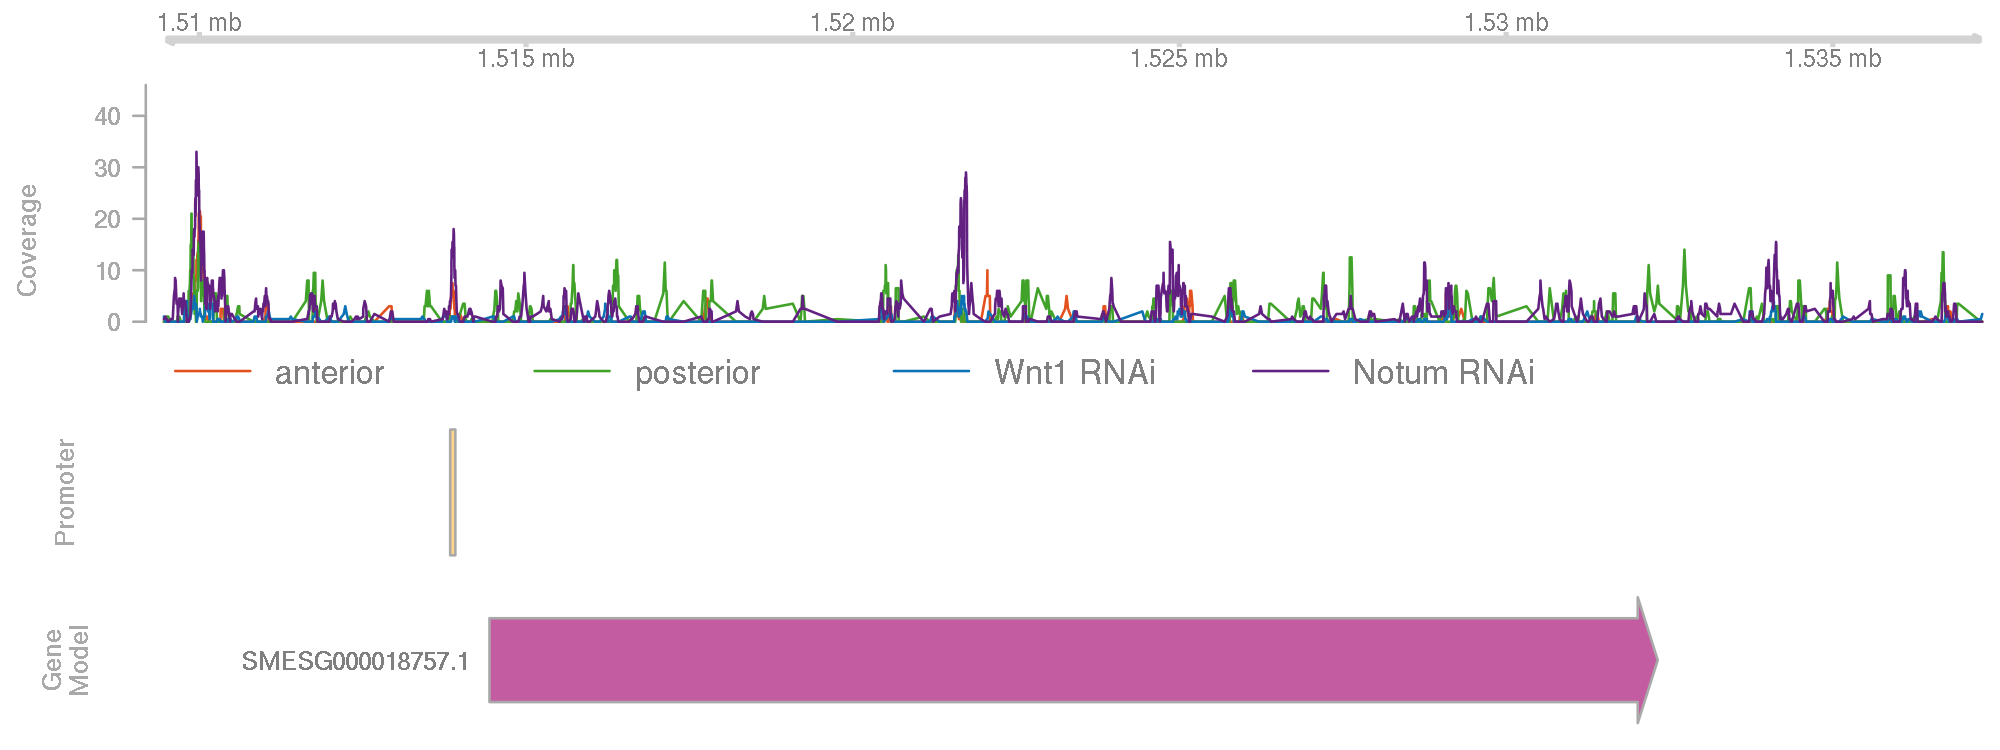 1.51 mb 1.52 mb 1.53 mb
1.515 mb 1.525 mb 1.535 mb
Coverage
40
30
20
10
0
anterior posterior Wnt1 RNAi Notum RNAi
Promoter
Gene
Model
SMESG000018757.1